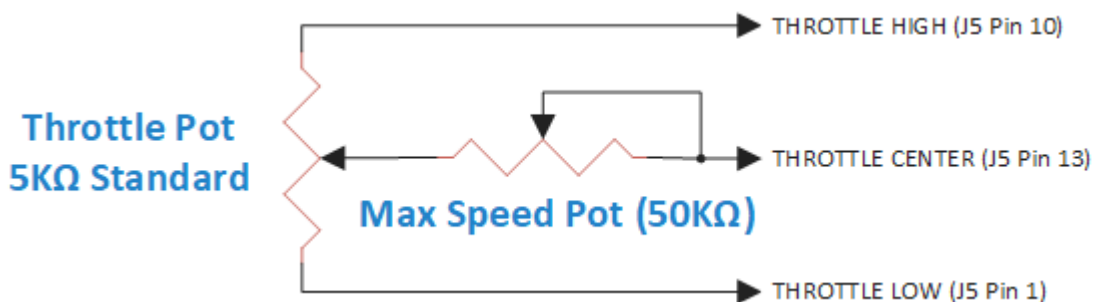 THROTTLE HIGH (J5 Pin 10)
Throttle Pot
5KΩ Standard
THROTTLE CENTER (J5 Pin 13)
Max Speed Pot (50KΩ)
THROTTLE LOW (J5 Pin 1)